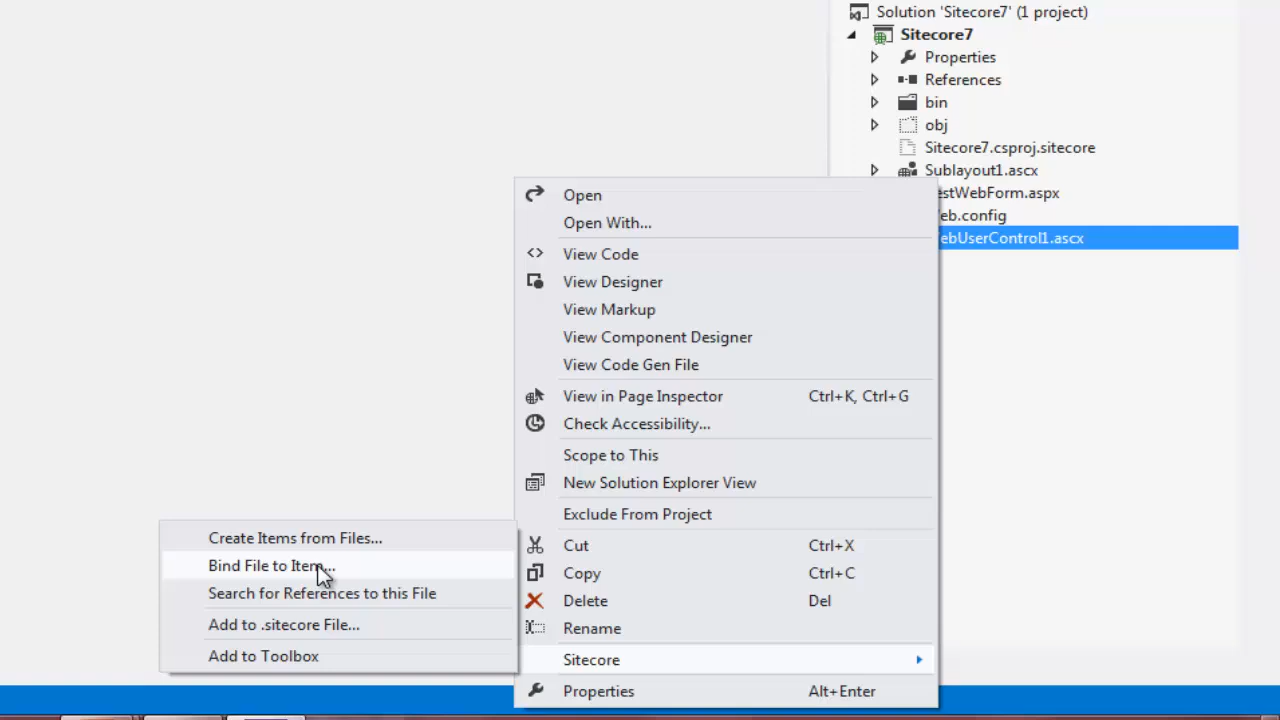 Solution 'Sitecore7' (1 project)
Sitecore7
Properties
References
bin
obj
Sitecore7.csproj.sitecore
Sublayout1.ascx
estWebForm.aspx
eb.config
ebUserControl1.ascx
Open
Open With...
View Code
View Designer
View Markup
View Component Designer
View Code Gen File
View in Page Inspector Ctrl+K, Ctrl+G
Check Accessibility...
Scope to This
New Solution Explorer View
Exclude From Project
Cut Ctrl+X
Copy Ctrl+C
Delete Del
Rename
Sitecore
Properties Alt+Enter
Create Items from Files...
Bind File to Item...
Search for References to this File
Add to .sitecore File...
Add to Toolbox